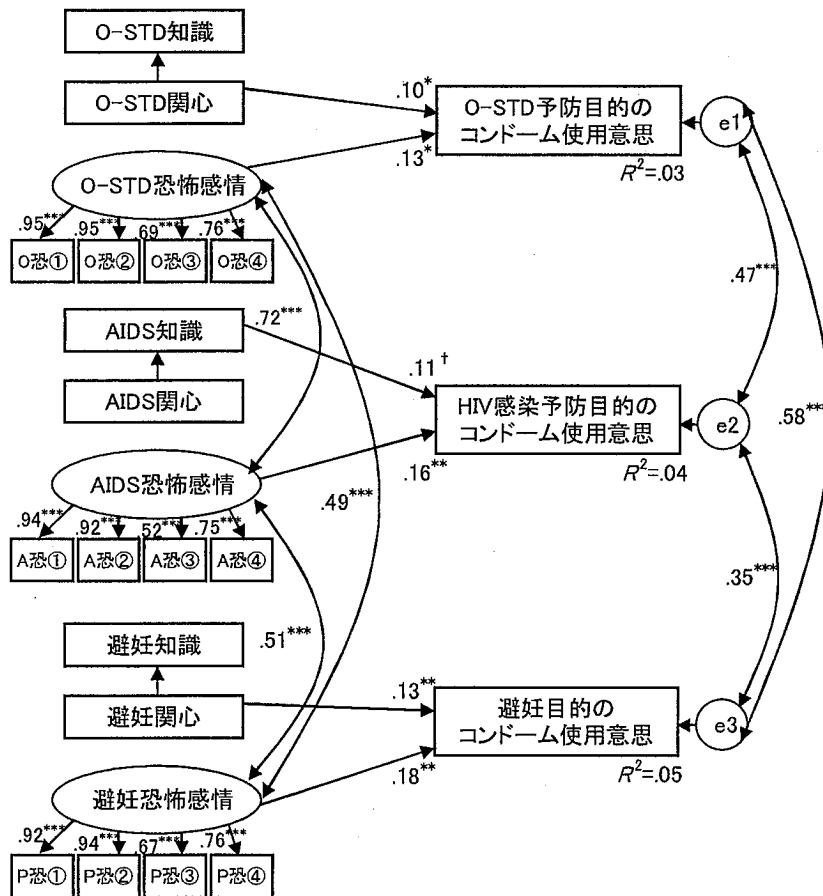 O-STD知識
O-STD関心
.10*
O-STD予防目的の
コンドーム使用意思
e1
.13*
R²=.03
O-STD恐怖感情
.95***
.95***
.69***
.76***
O恐①
O恐②
O恐③
O恐④
.47***
AIDS知識
.72***
.11†
AIDS関心
HIV感染予防目的の
コンドーム使用意思
e2
.58***
.16**
R²=.04
AIDS恐怖感情
.49***
.94***
.92***
.52***
.75***
A恐①
A恐②
A恐③
A恐④
.35***
避妊知識
.51***
避妊関心
.13**
避妊目的の
コンドーム使用意思
e3
.18**
R²=.05
避妊恐怖感情
.92***
.94***
.67***
.76***
P恐①
P恐②
P恐③
P恐④